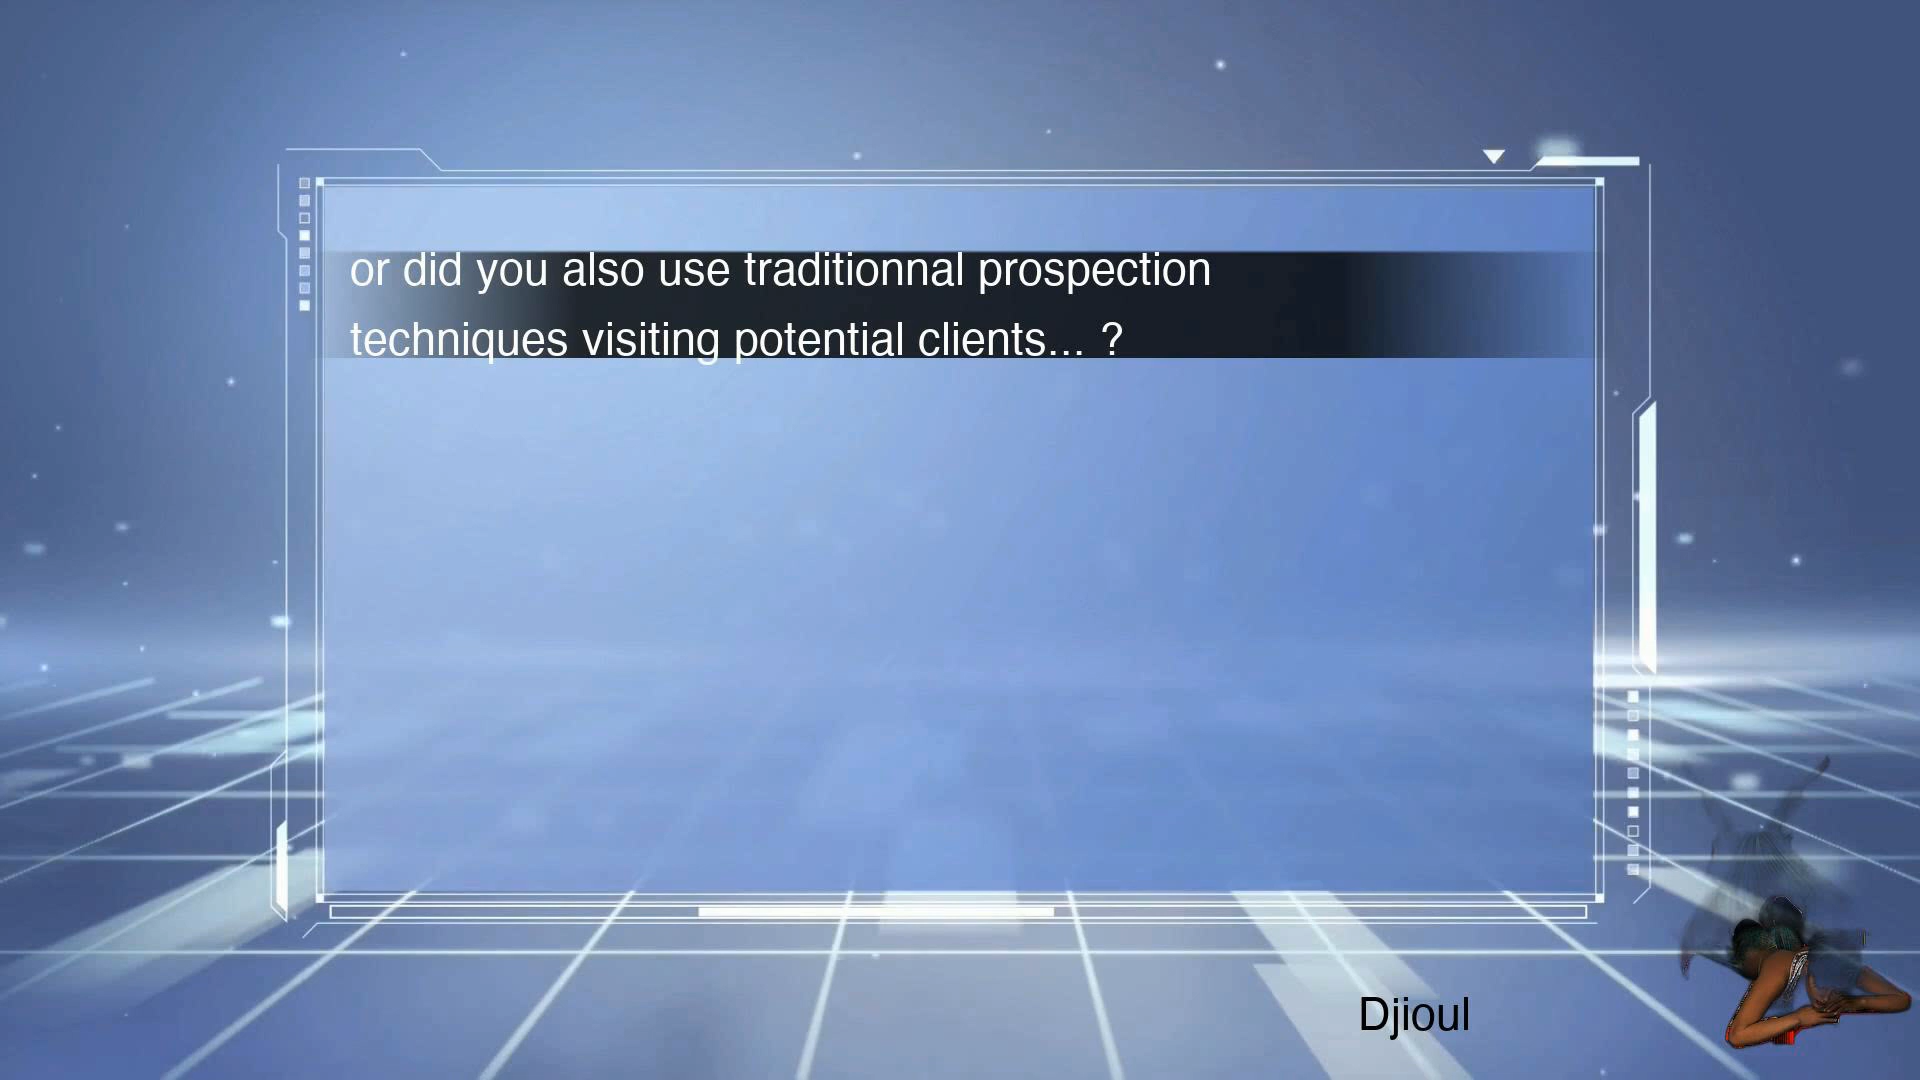 or did you also use traditionnal prospection
techniques visiting potential clients... ?
Djioul